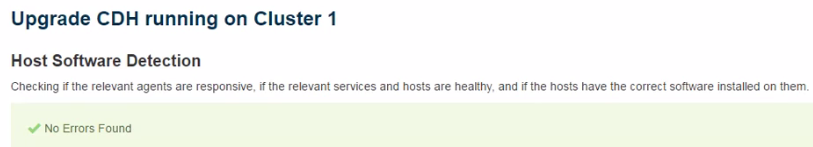 Upgrade CDH running on Cluster 1
Host Software Detection
Checking if the relevant agents are responsive, if the relevant services and hosts are healthy, and if the hosts have the correct software installed on them.
No Errors Found